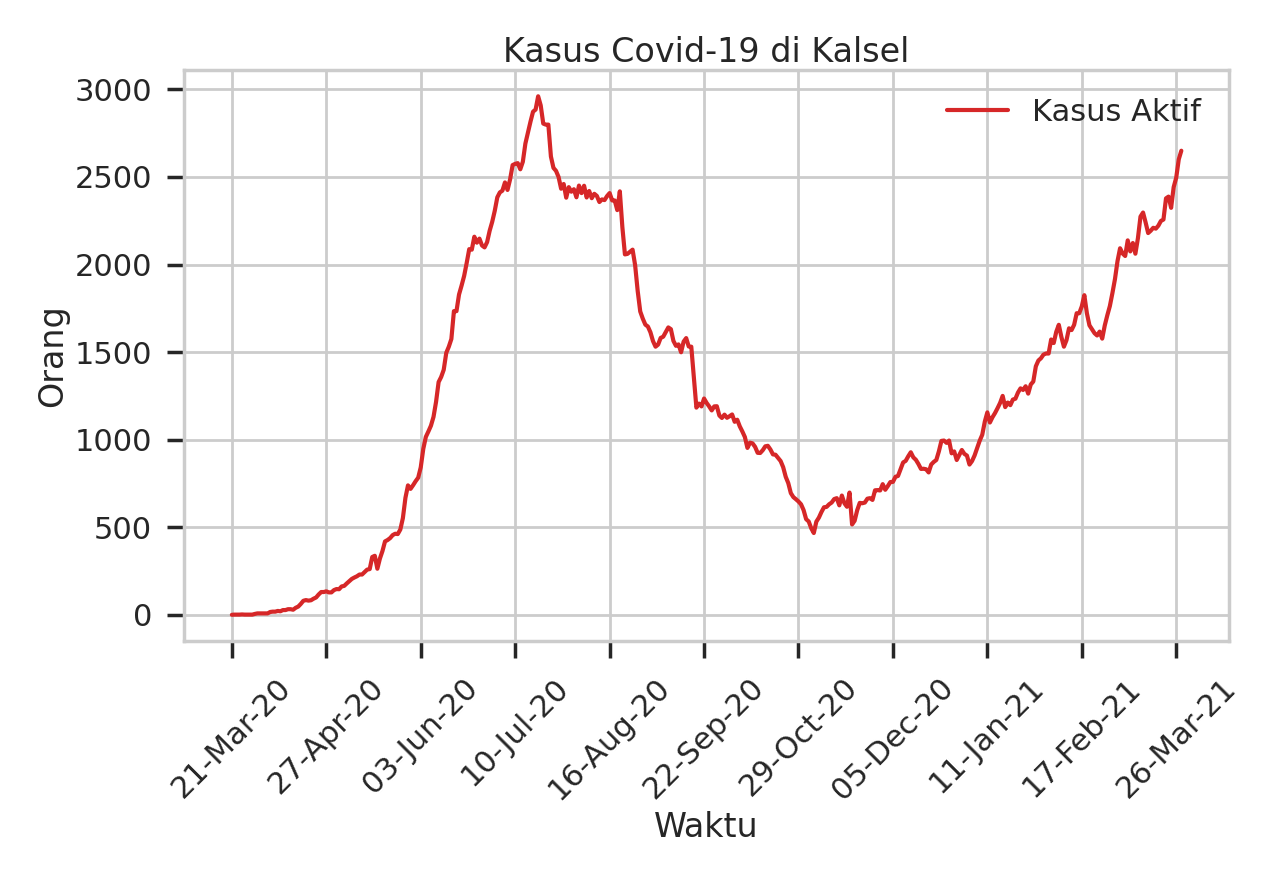 Kasus Covid-19 di Kalsel
3000
2500
2000
1500
1000
500
0
Orang
Kasus Aktif
21-Mar-20
27-Apr-20
03-Jun-20
10-Jul-20
16-Aug-20
22-Sep-20
29-Oct-20
05-Dec-20
11-Jan-21
17-Feb-21
26-Mar-21
Waktu